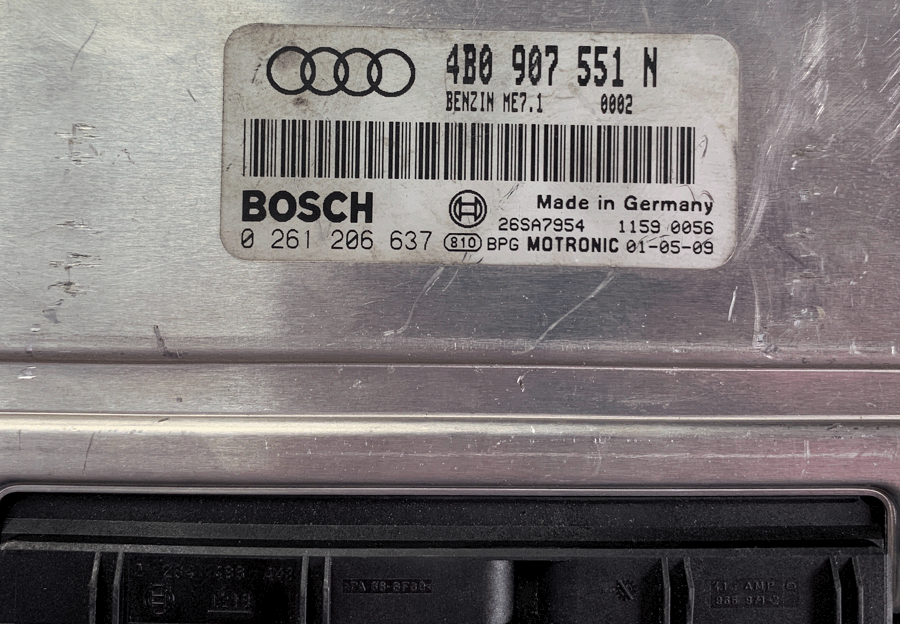 4B0 907 551 N
BENZIN ME7.1 0002
BOSCH
Made in Germany
26SA7954 1159 0056
0 261 206 637 810 BPG MOTRONIC 01-05-09
AMP